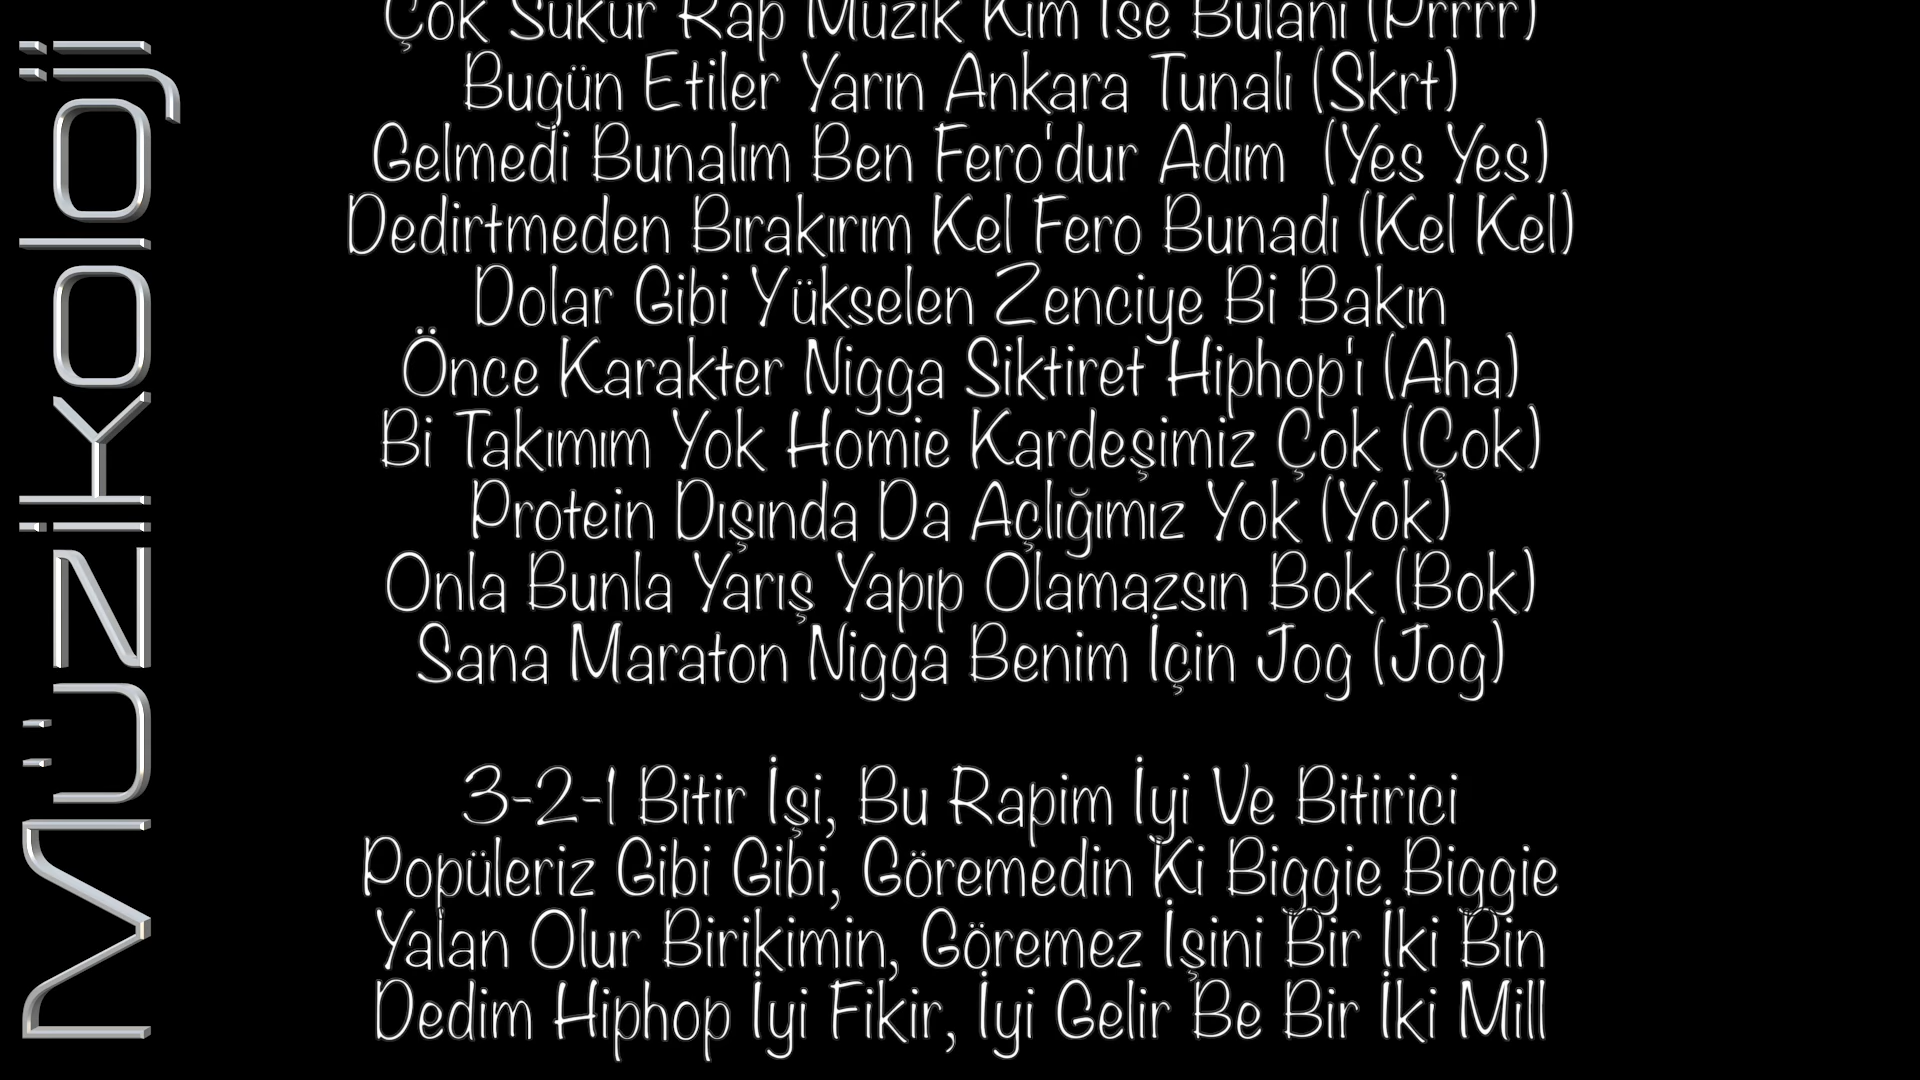 Müzikoloji
Çok Şükür Rap Müzik Kim İse Bulanı (Prrrr)
Bugün Etiler Yarın Ankara Tunalı (Skrt)
Gelmedi Bunalım Ben Fero'dur Adım (Yes Yes)
Dedirtmeden Bırakırım Kel Fero Bunadı (Kel Kel)
Dolar Gibi Yükselen Zenciye Bi Bakın
Önce Karakter Nigga Siktiret Hiphop'ı (Aha)
Bi Takımım Yok Homie Kardeşimiz Çok (Çok)
Protein Dışında Da Açlığımız Yok (Yok)
Onla Bunla Yarış Yapıp Olamazsın Bok (Bok)
Sana Maraton Nigga Benim İçin Jog (Jog)
3-2-1 Bitir İşi, Bu Rapim İyi Ve Bitirici
Popüleriz Gibi Gibi, Göremedin Ki Biggie Biggie
Yalan Olur Birikimin, Göremez İşini Bir İki Bin
Dedim Hiphop İyi Fikir, İyi Gelir Be Bir İki Mill